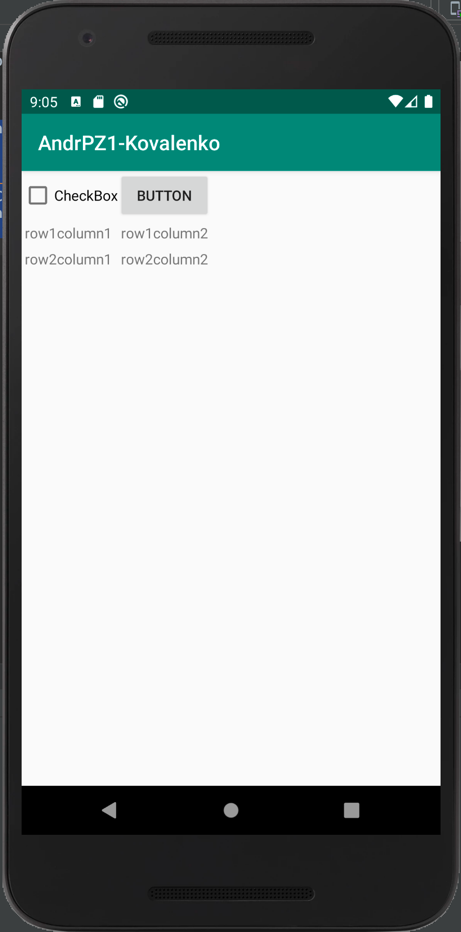 9:05
AndrPZ1-Kovalenko
CheckBox BUTTON
row1column1 row1column2
row2column1 row2column2